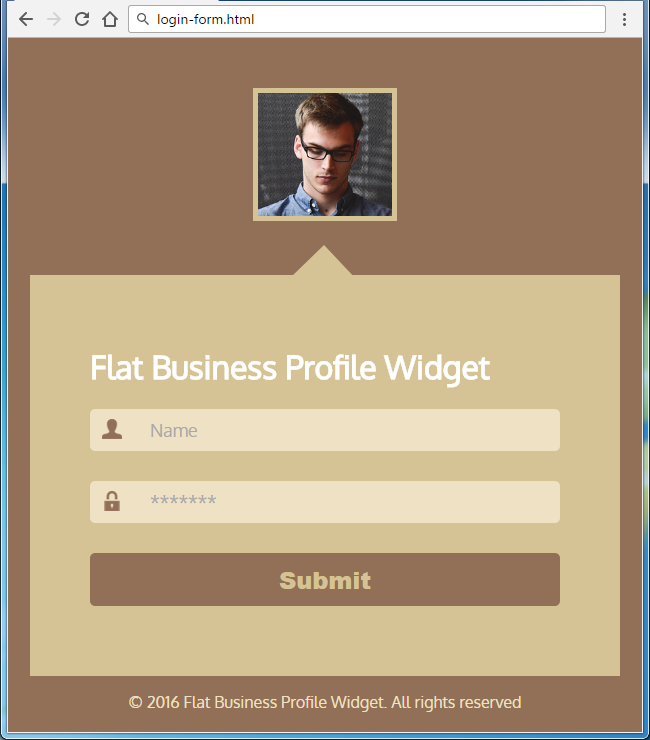 login-form.html
Flat Business Profile Widget
Name
*******
Submit
© 2016 Flat Business Profile Widget. All rights reserved